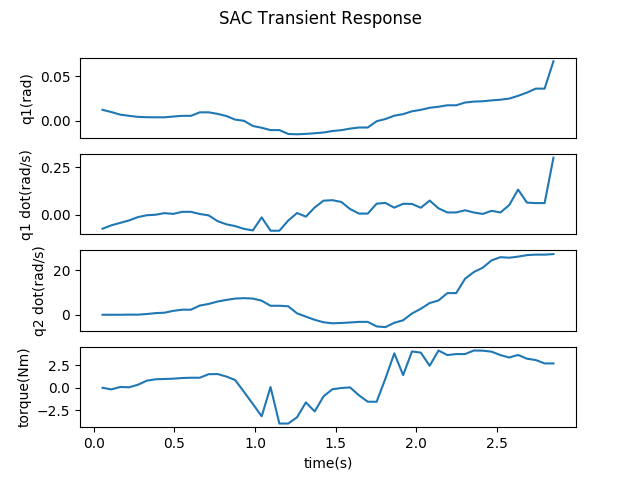 SAC Transient Response
0.05
0.00
q1(rad)
0.25
0.00
q1 dot(rad/s)
20
0
q2 dot(rad/s)
2.5
0.0
−2.5
torque(Nm)
0.0 0.5 1.0 1.5 2.0 2.5
time(s)